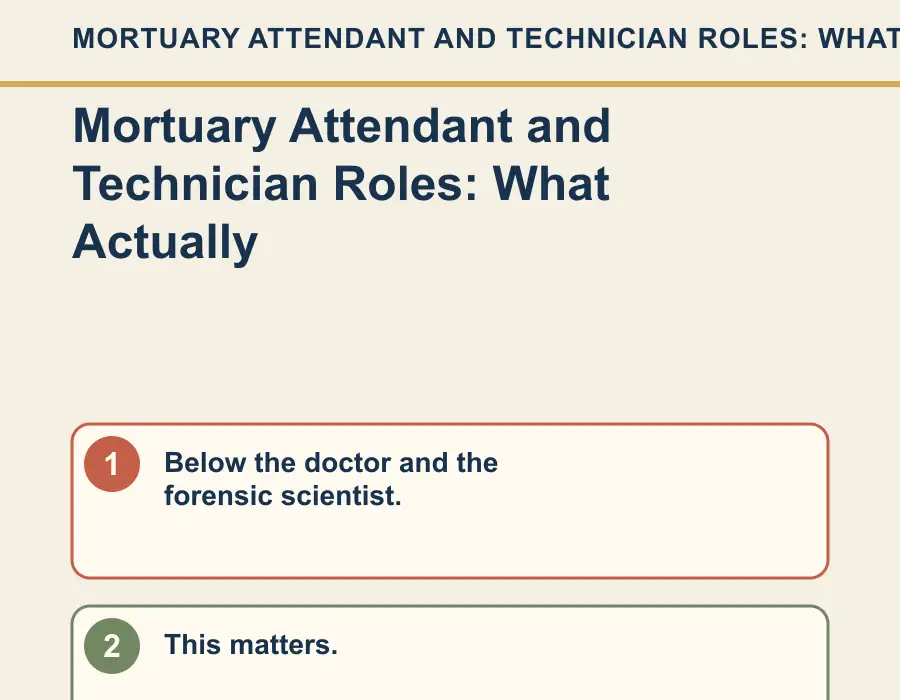 MORTUARY ATTENDANT AND TECHNICIAN ROLES: WHAT
Mortuary Attendant and
Technician Roles: What
Actually
1
Below the doctor and the
forensic scientist.
2
This matters.